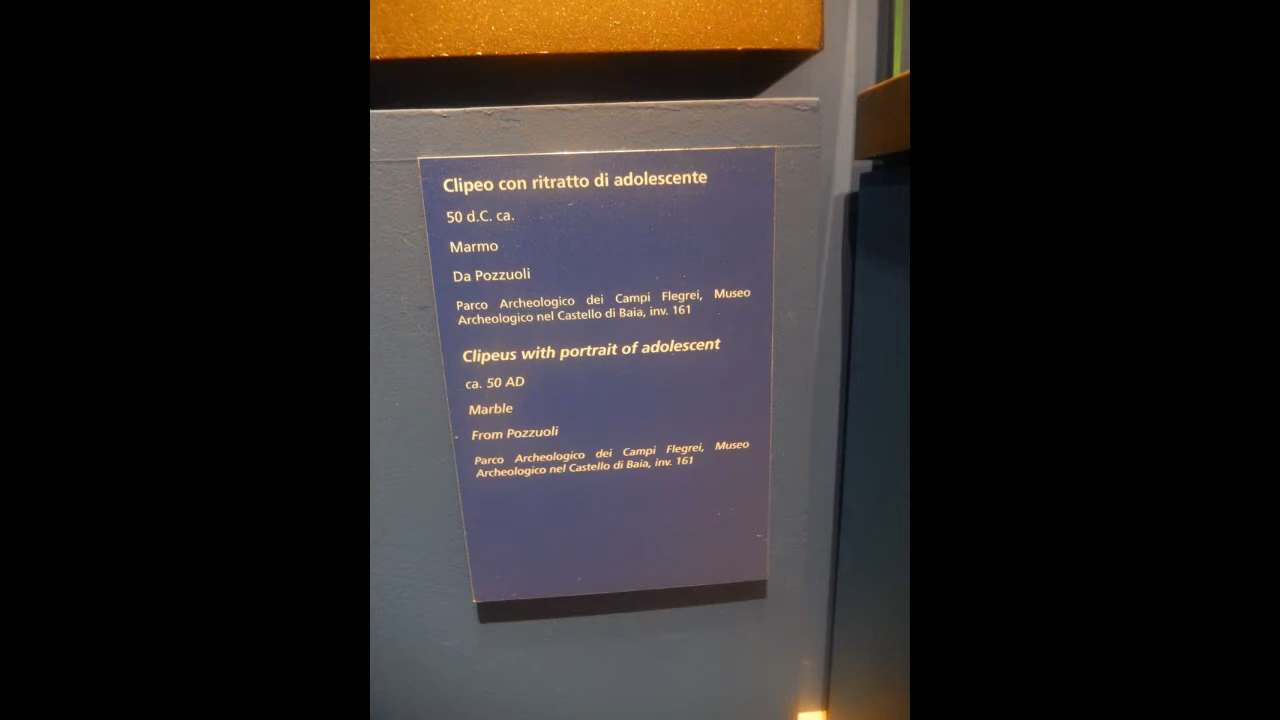 Clipeo con ritratto di adolescente
50 d.C. ca.
Marmo
Da Pozzuoli
Parco Archeologico dei Campi Flegrei, Museo
Archeologico nel Castello di Baia, inv. 161
Clipeus with portrait of adolescent
ca. 50 AD
Marble
From Pozzuoli
Parco Archeologico dei Campi Flegrei, Museo
Archeologico nel Castello di Baia, inv. 161